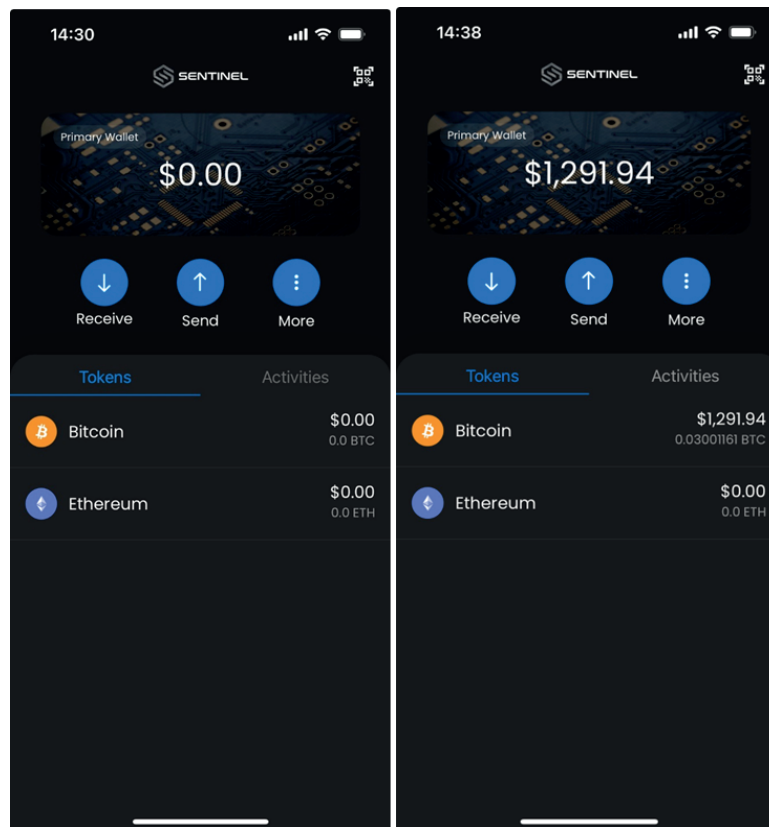 14:30
SENTINEL
Primary Wallet
$0.00
Receive Send More
Tokens Activities
Bitcoin $0.00
0.0 BTC
Ethereum $0.00
0.0 ETH
14:38
SENTINEL
Primary Wallet
$1,291.94
Receive Send More
Tokens Activities
Bitcoin $1,291.94
0.03001161 BTC
Ethereum $0.00
0.0 ETH